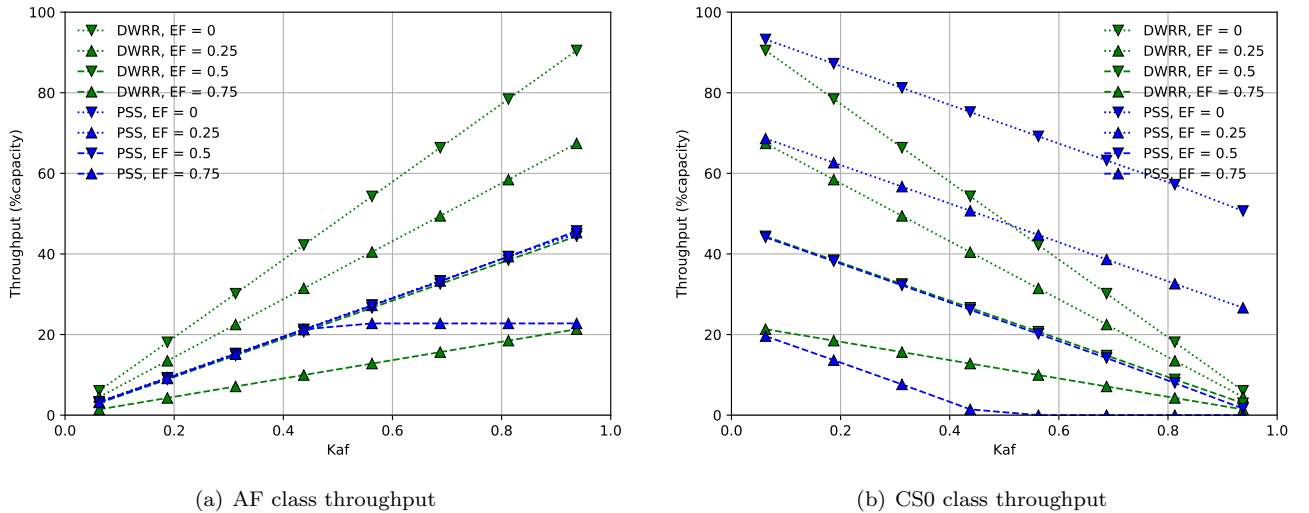 100
80
60
40
20
0
Throughput (%capacity)
DWRR, EF = 0
DWRR, EF = 0.25
DWRR, EF = 0.5
DWRR, EF = 0.75
PSS, EF = 0
PSS, EF = 0.25
PSS, EF = 0.5
PSS, EF = 0.75
0.0 0.2 0.4 0.6 0.8 1.0
Kaf
(a) AF class throughput
100
80
60
40
20
0
Throughput (%capacity)
DWRR, EF = 0
DWRR, EF = 0.25
DWRR, EF = 0.5
DWRR, EF = 0.75
PSS, EF = 0
PSS, EF = 0.25
PSS, EF = 0.5
PSS, EF = 0.75
0.0 0.2 0.4 0.6 0.8 1.0
Kaf
(b) CS0 class throughput